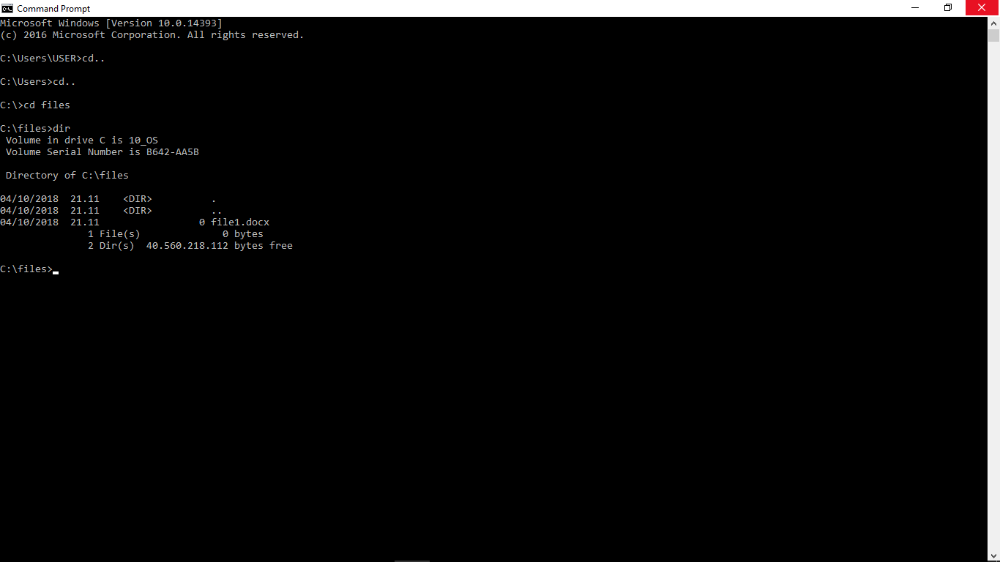 Command Prompt
Microsoft Windows [Version 10.0.14393]
(c) 2016 Microsoft Corporation. All rights reserved.
C:\Users\USER>cd..
C:\Users>cd..
C:\>cd files
C:\files>dir
 Volume in drive C is 10_OS
 Volume Serial Number is B642-AA5B
 Directory of C:\files
04/10/2018  21.11    <DIR>          .
04/10/2018  21.11    <DIR>          ..
04/10/2018  21.11                 0 file1.docx
               1 File(s)              0 bytes
               2 Dir(s)  40.560.218.112 bytes free
C:\files>